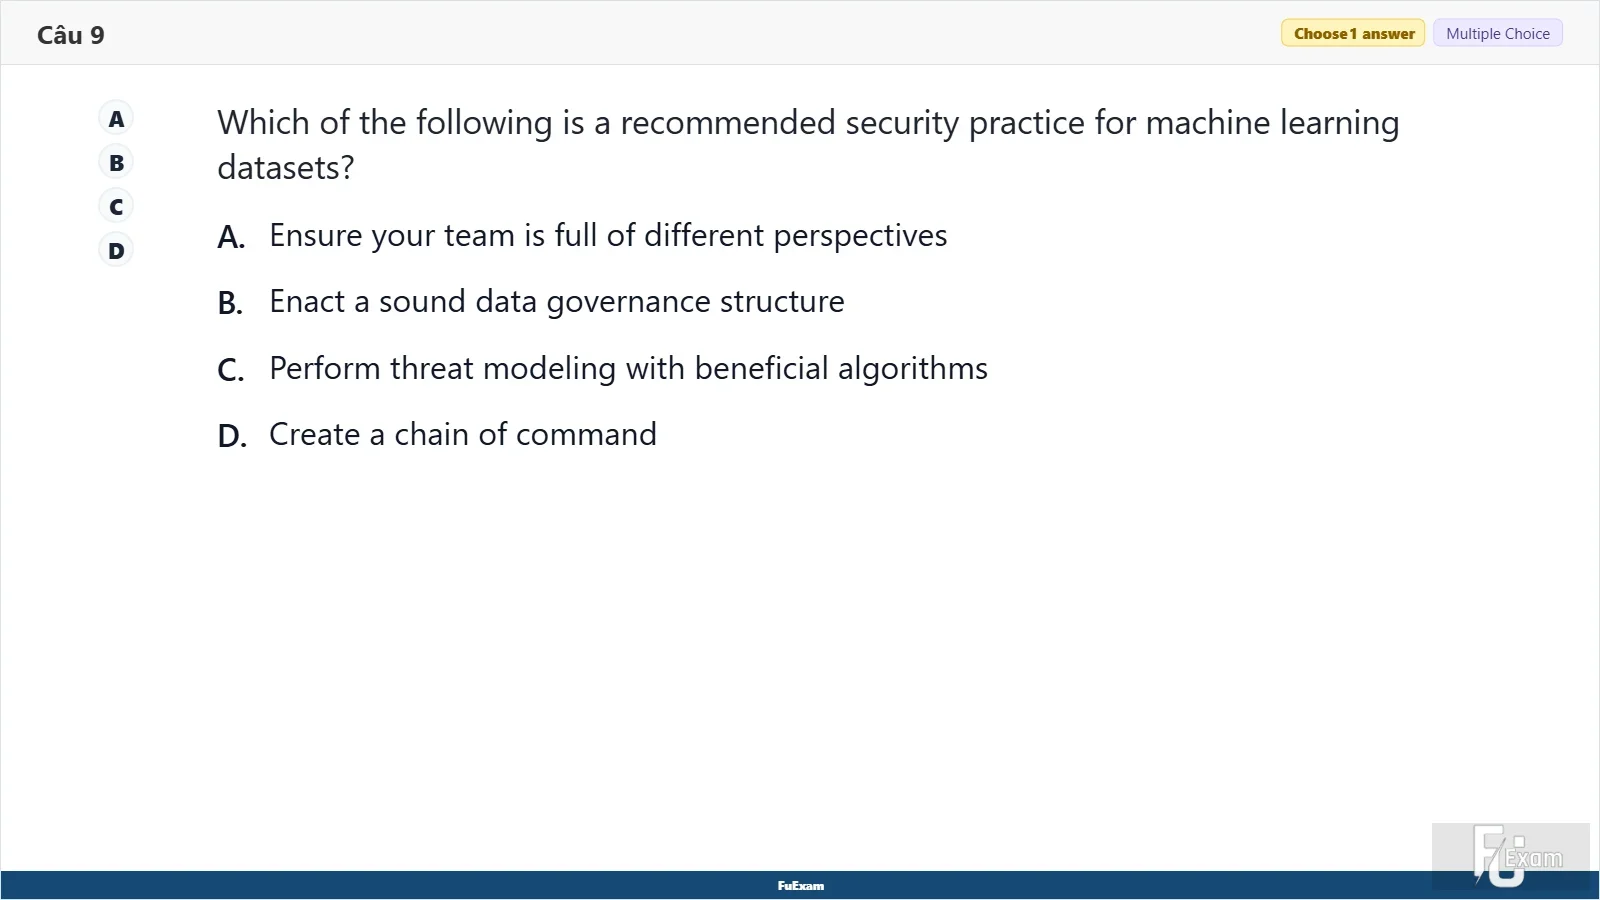 Câu 9
Choose1 answer
Multiple Choice
A
B
C
D
Which of the following is a recommended security practice for machine learning
datasets?
A. Ensure your team is full of different perspectives
B. Enact a sound data governance structure
C. Perform threat modeling with beneficial algorithms
D. Create a chain of command
FU Exam
FuExam